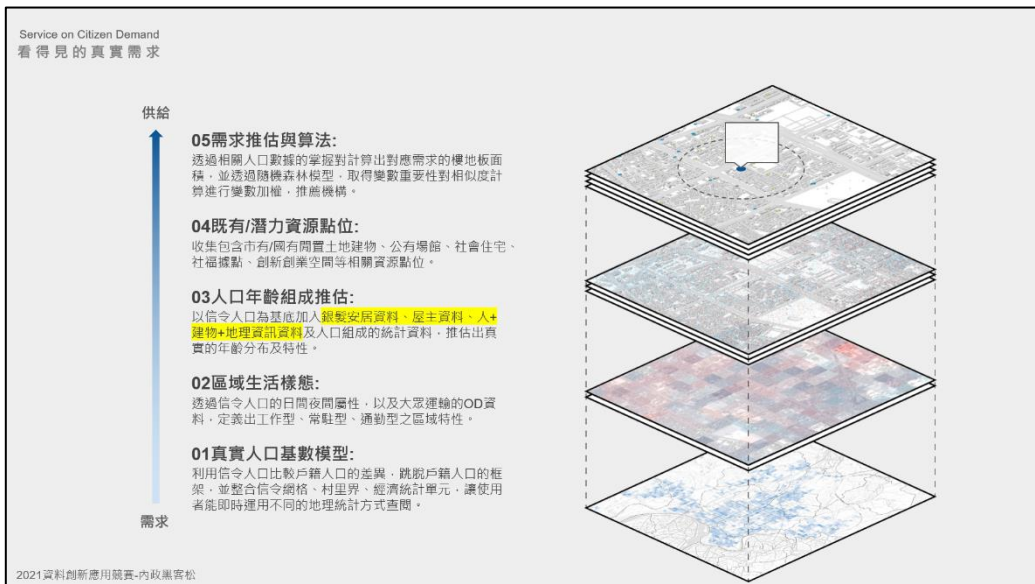 Service on Citizen Demand
看得見的真實需求
供給
05需求推估與算法:
透過相關人口數據的掌握對計算出對應需求的樓地板面
積，並透過隨機森林模型，取得變數重要性對相似度計
算進行變數加權，推薦機構。
04既有/潛力資源點位:
收集包含市有/國有閒置土地建物、公有場館、社會住宅、
社福據點、創新創業空間等相關資源點位。
03人口年齡組成推估:
以信令人口為基底加入銀髮安居資料、屋主資料、人+
建物+地理資訊資料及人口組成的統計資料，推估出真
實的年齡分布及特性。
02區域生活樣態:
透過信令人口的日間夜間屬性，以及大眾運輸的OD資
料，定義出工作型、常駐型、通勤型之區域特性。
01真實人口基數模型:
利用信令人口比較戶籍人口的差異，跳脫戶籍人口的框
架，並整合信令網格、村里界、經濟統計單元，讓使用
者能即時運用不同的地理統計方式查閱。
需求
2021資料創新應用競賽-內政黑客松